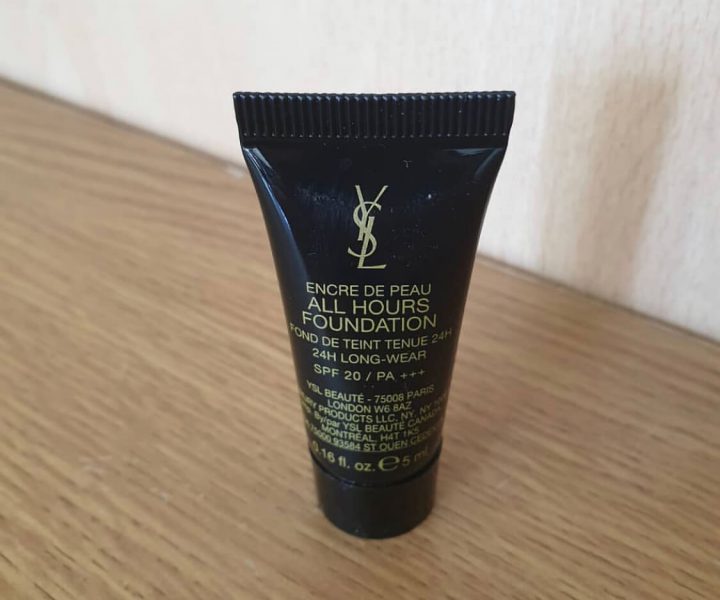 YSL
ENCRE DE PEAU
ALL HOURS
FOUNDATION
FOND DE TEINT TENUE 24H
24H LONG-WEAR
SPF 20 / PA +++
YSL BEAUTÉ - 75008 PARIS
LONDON W6 8AZ
PRODUCTS LLC, NY, NY
By/par YSL BEAUTÉ CANADA
MONTRÉAL, H4T 1K5
93584 ST OUEN CEDEX
0.16 fl. oz. e 5 ml